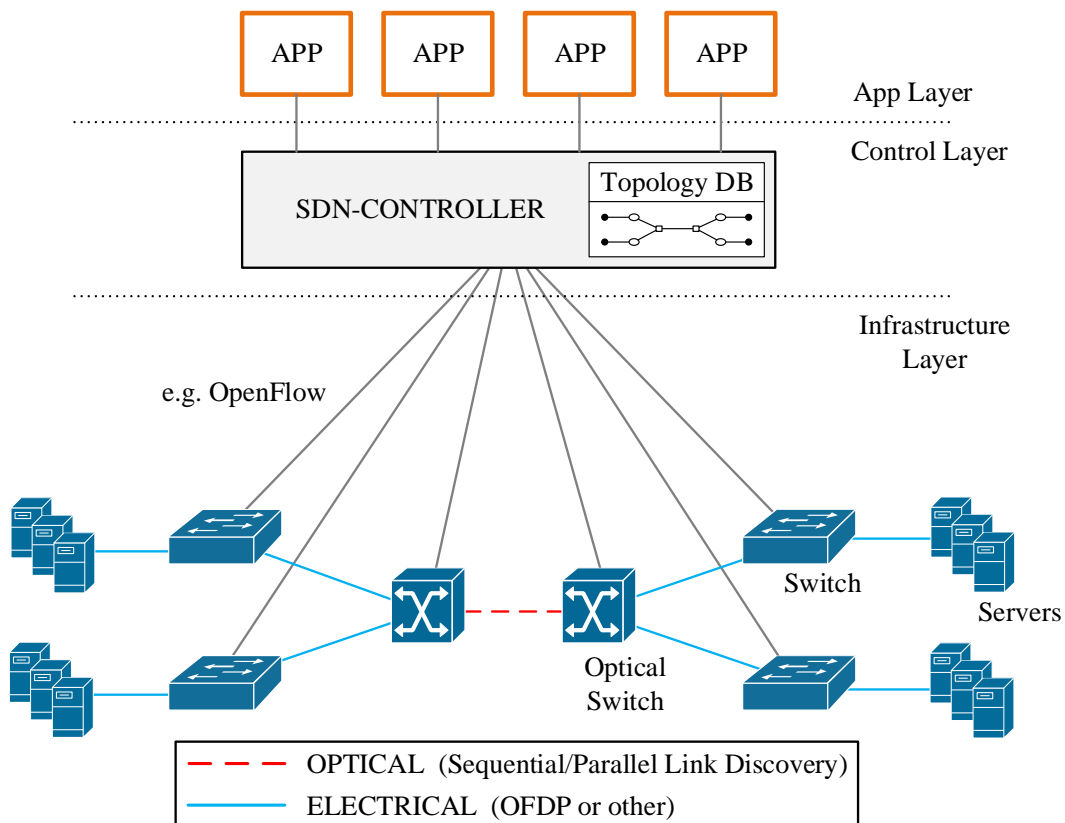 APP
APP
APP
APP
App Layer
Control Layer
Topology DB
SDN-CONTROLLER
Infrastructure
Layer
e.g. OpenFlow
Switch
Servers
Optical
Switch
OPTICAL (Sequential/Parallel Link Discovery)
ELECTRICAL (OFDP or other)